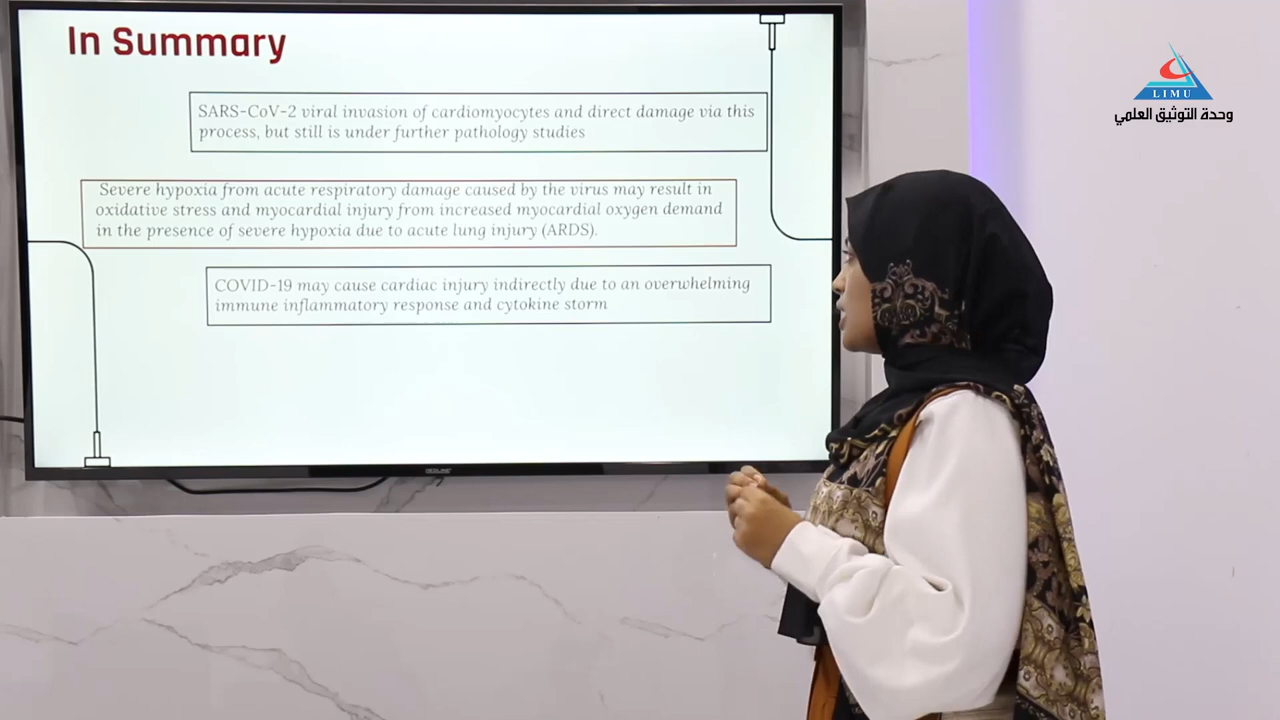 In Summary
SARS-CoV-2 viral invasion of cardiomyocytes and direct damage via this
process, but still is under further pathology studies
Severe hypoxia from acute respiratory damage caused by the virus may result in
oxidative stress and myocardial injury from increased myocardial oxygen demand
in the presence of severe hypoxia due to acute lung injury (ARDS).
COVID-19 may cause cardiac injury indirectly due to an overwhelming
immune inflammatory response and cytokine storm
LIMU
وحدة التوثيق العلمي